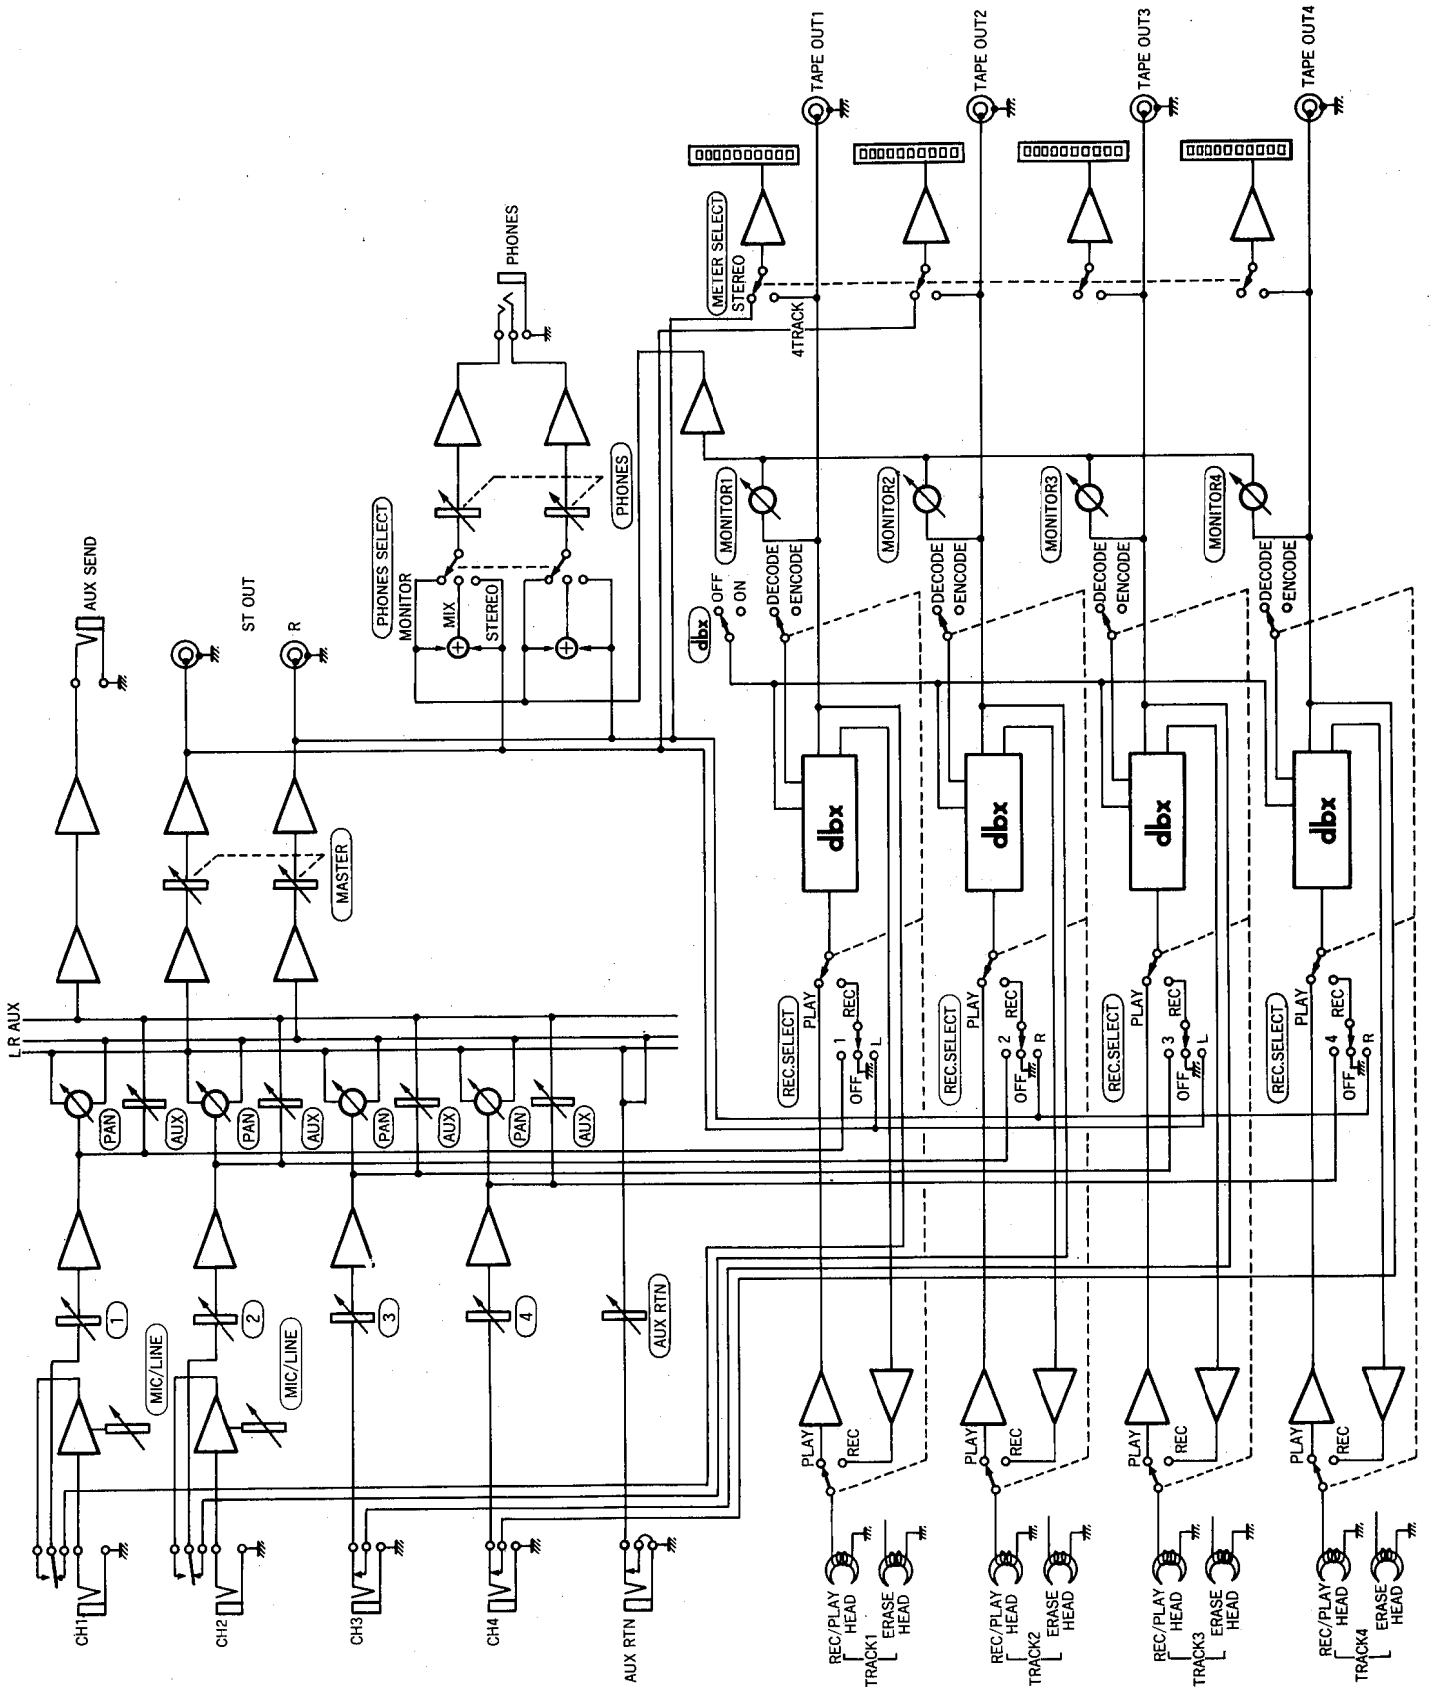 CH1
MIC/LINE
1
PAN
AUX
CH2
MIC/LINE
2
PAN
AUX
CH3
3
PAN
AUX
CH4
4
PAN
AUX
AUX RTN
AUX RTN
L R AUX
AUX SEND
ST OUT
R
MASTER
PHONES SELECT
MONITOR
MIX
STEREO
PHONES
PHONES
METER SELECT
STEREO
4TRACK
dbx
OFF
ON
REC/PLAY HEAD
ERASE HEAD
TRACK1
PLAY
REC
REC.SELECT
PLAY
REC
1
OFF
L
dbx
DECODE
ENCODE
MONITOR1
TAPE OUT1
REC/PLAY HEAD
ERASE HEAD
TRACK2
PLAY
REC
REC.SELECT
PLAY
REC
2
OFF
R
dbx
DECODE
ENCODE
MONITOR2
TAPE OUT2
REC/PLAY HEAD
ERASE HEAD
TRACK3
PLAY
REC
REC.SELECT
PLAY
REC
3
OFF
L
dbx
DECODE
ENCODE
MONITOR3
TAPE OUT3
REC/PLAY HEAD
ERASE HEAD
TRACK4
PLAY
REC
REC.SELECT
PLAY
REC
4
OFF
R
dbx
DECODE
ENCODE
MONITOR4
TAPE OUT4